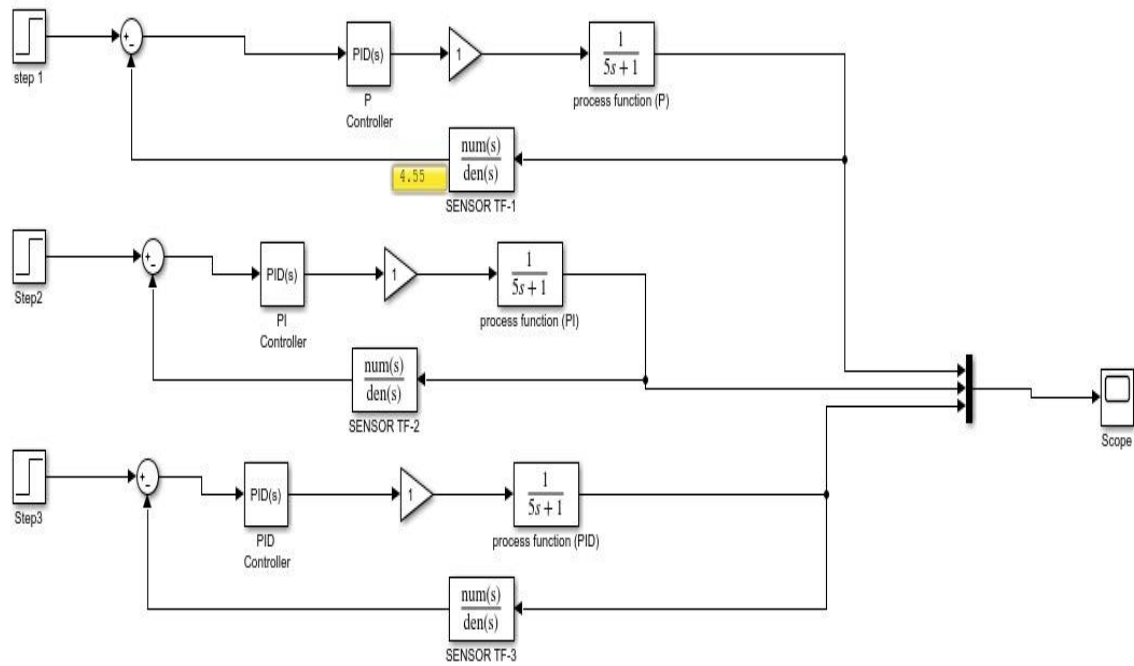 step 1
+
-
PID(s)
P
Controller
1
1
5s + 1
process function (P)
num(s)
den(s)
4.55
SENSOR TF-1
Step2
+
-
PID(s)
PI
Controller
1
1
5s + 1
process function (PI)
num(s)
den(s)
SENSOR TF-2
Scope
Step3
+
-
PID(s)
PID
Controller
1
1
5s + 1
process function (PID)
num(s)
den(s)
SENSOR TF-3